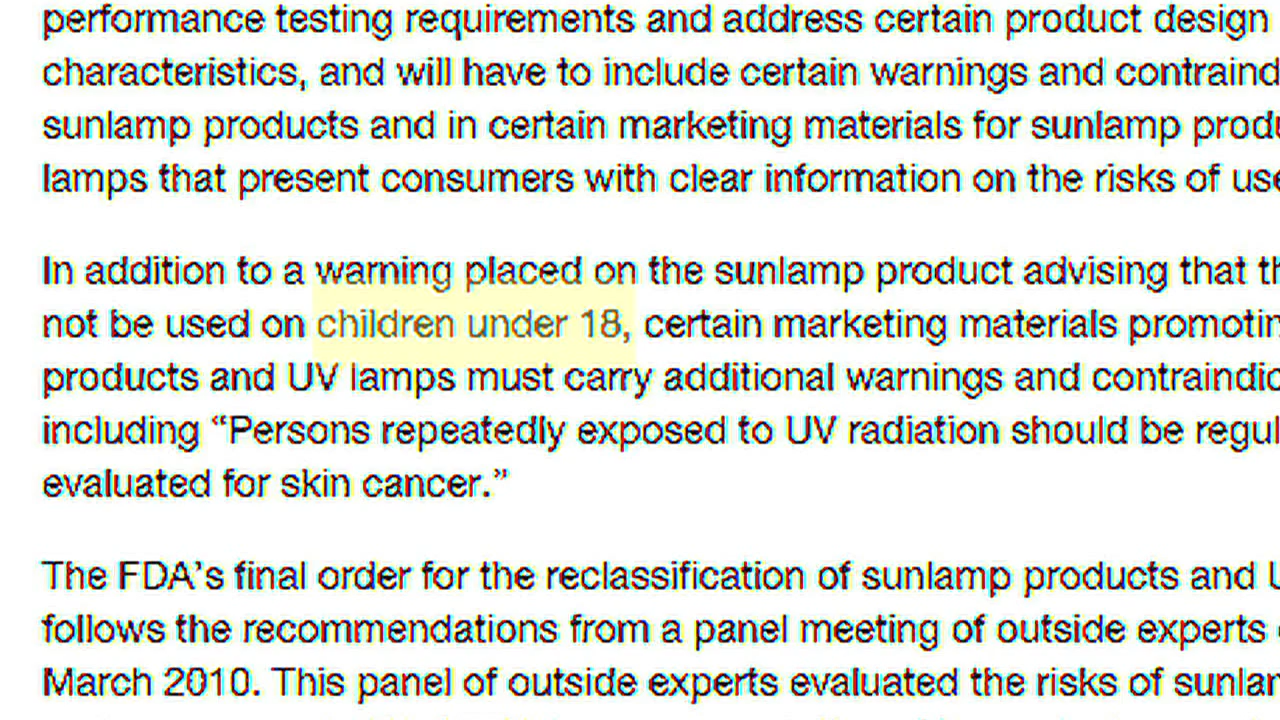 performance testing requirements and address certain product design
characteristics, and will have to include certain warnings and contraind
sunlamp products and in certain marketing materials for sunlamp produ
lamps that present consumers with clear information on the risks of use
In addition to a warning placed on the sunlamp product advising that th
not be used on children under 18, certain marketing materials promotin
products and UV lamps must carry additional warnings and contraindic
including “Persons repeatedly exposed to UV radiation should be regul
evaluated for skin cancer.”
The FDA’s final order for the reclassification of sunlamp products and U
follows the recommendations from a panel meeting of outside experts
March 2010. This panel of outside experts evaluated the risks of sunlam